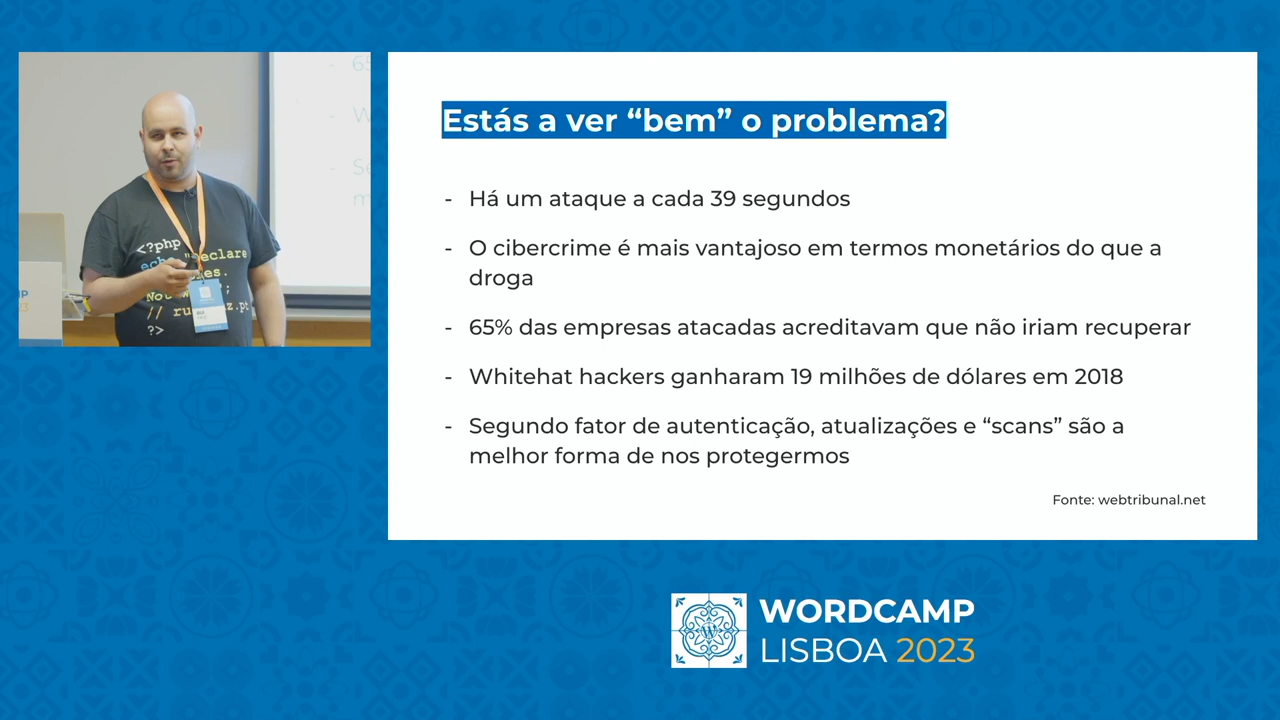 Estás a ver “bem” o problema?
- Há um ataque a cada 39 segundos
- O cibercrime é mais vantajoso em termos monetários do que a
droga
- 65% das empresas atacadas acreditavam que não iriam recuperar
- Whitehat hackers ganharam 19 milhões de dólares em 2018
- Segundo fator de autenticação, atualizações e “scans” são a
melhor forma de nos protegermos
Fonte: webtribunal.net
<?php
// ru
?>
WORDCAMP
LISBOA 2023